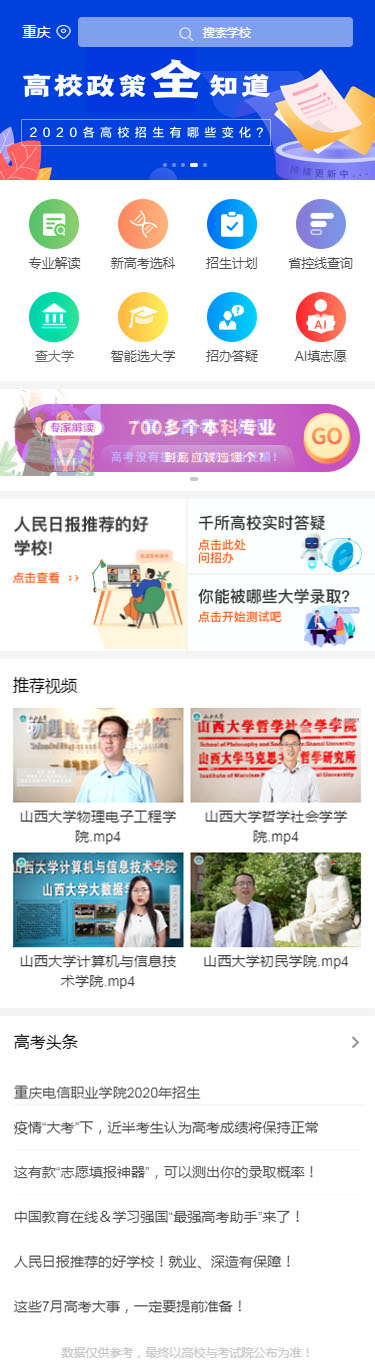 重庆
搜索学校
高校政策全知道
2020各高校招生有哪些变化?
持续更新中...
专业解读
新高考选科
招生计划
省控线查询
查大学
智能选大学
招办答疑
AI
AI填志愿
专家解读
700多个本科专业
到底应该选哪个?
GO
人民日报推荐的好
学校!
点击查看
千所高校实时答疑
点击此处
问招办
你能被哪些大学录取?
点击开始测试吧
推荐视频
物理电子工程学院
山西大学哲学社会学学院
School of Philosophy and Sociology Shanxi University
山西大学马克思主义哲学研究所
山西大学物理电子工程学
院.mp4
山西大学哲学社会学学
院.mp4
山西大学计算机与信息技术学院
山西大学大数据
山西大学计算机与信息技
术学院.mp4
山西大学初民学院.mp4
高考头条
重庆电信职业学院2020年招生
疫情“大考”下，近半考生认为高考成绩将保持正常
这有款“志愿填报神器”，可以测出你的录取概率！
中国教育在线＆学习强国“最强高考助手”来了！
人民日报推荐的好学校！就业、深造有保障！
这些7月高考大事，一定要提前准备！
数据仅供参考，最终以高校与考试院公布为准！